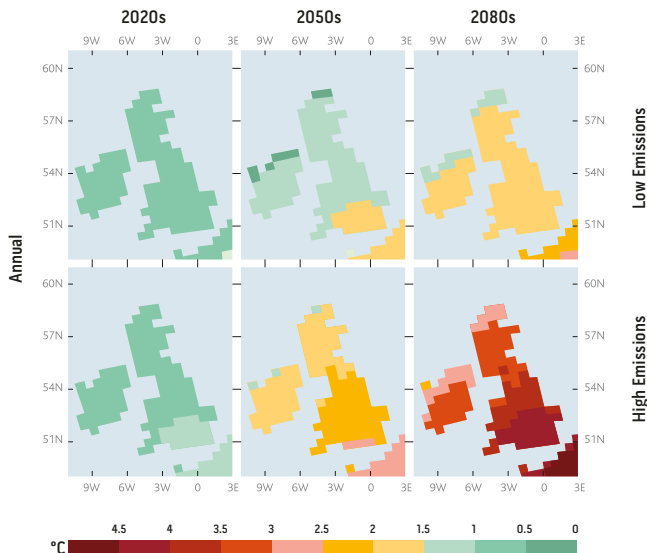 2020s 2050s 2080s
9W 6W 3W 0 3E 9W 6W 3W 0 3E 9W 6W 3W 0 3E
60N 60N
57N 57N
54N 54N
51N 51N
Low Emissions
Annual
60N 60N
57N 57N
54N 54N
51N 51N
High Emissions
9W 6W 3W 0 3E 9W 6W 3W 0 3E 9W 6W 3W 0 3E
4.5 4 3.5 3 2.5 2 1.5 1 0.5 0
°C